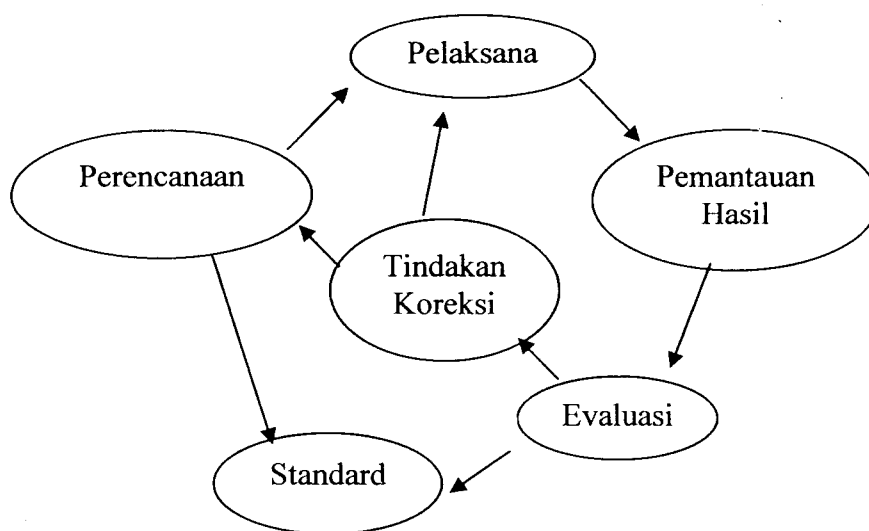 Pelaksana
Perencanaan
Pemantauan
Hasil
Tindakan
Koreksi
Evaluasi
Standard